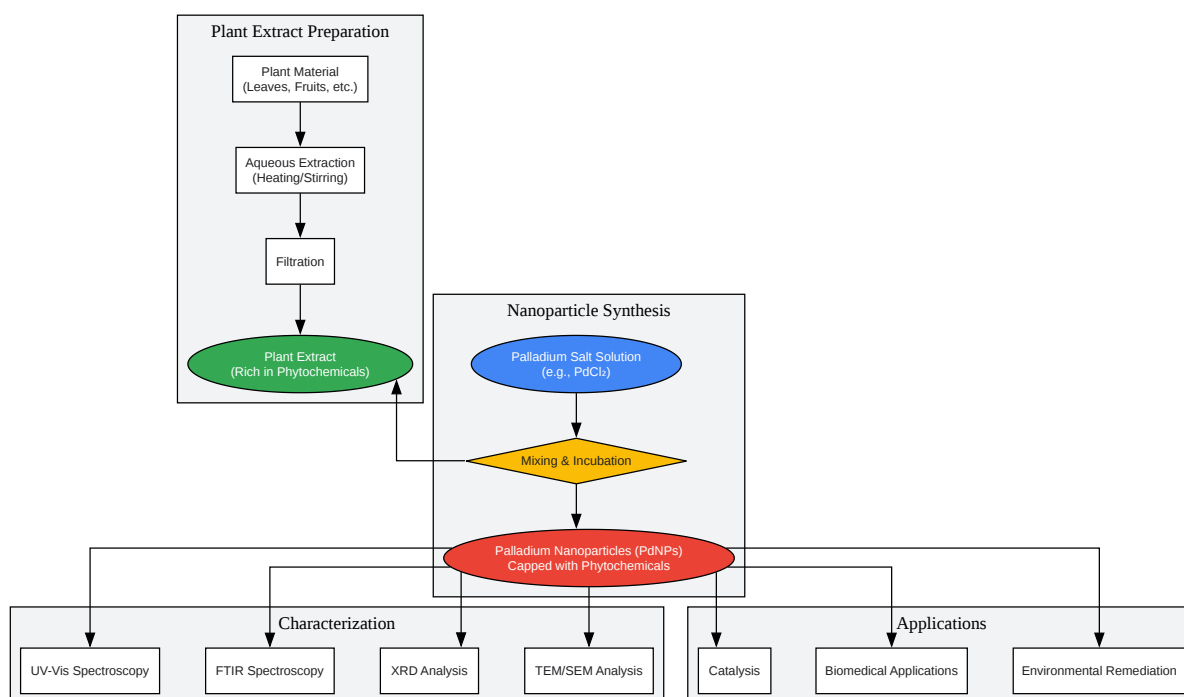 Plant Extract Preparation
Plant Material
(Leaves, Fruits, etc.)
Aqueous Extraction
(Heating/Stirring)
Filtration
Plant Extract
(Rich in Phytochemicals)
Nanoparticle Synthesis
Palladium Salt Solution
(e.g., PdCl₂)
Mixing & Incubation
Palladium Nanoparticles (PdNPs)
Capped with Phytochemicals
Characterization
UV-Vis Spectroscopy
FTIR Spectroscopy
XRD Analysis
TEM/SEM Analysis
Applications
Catalysis
Biomedical Applications
Environmental Remediation